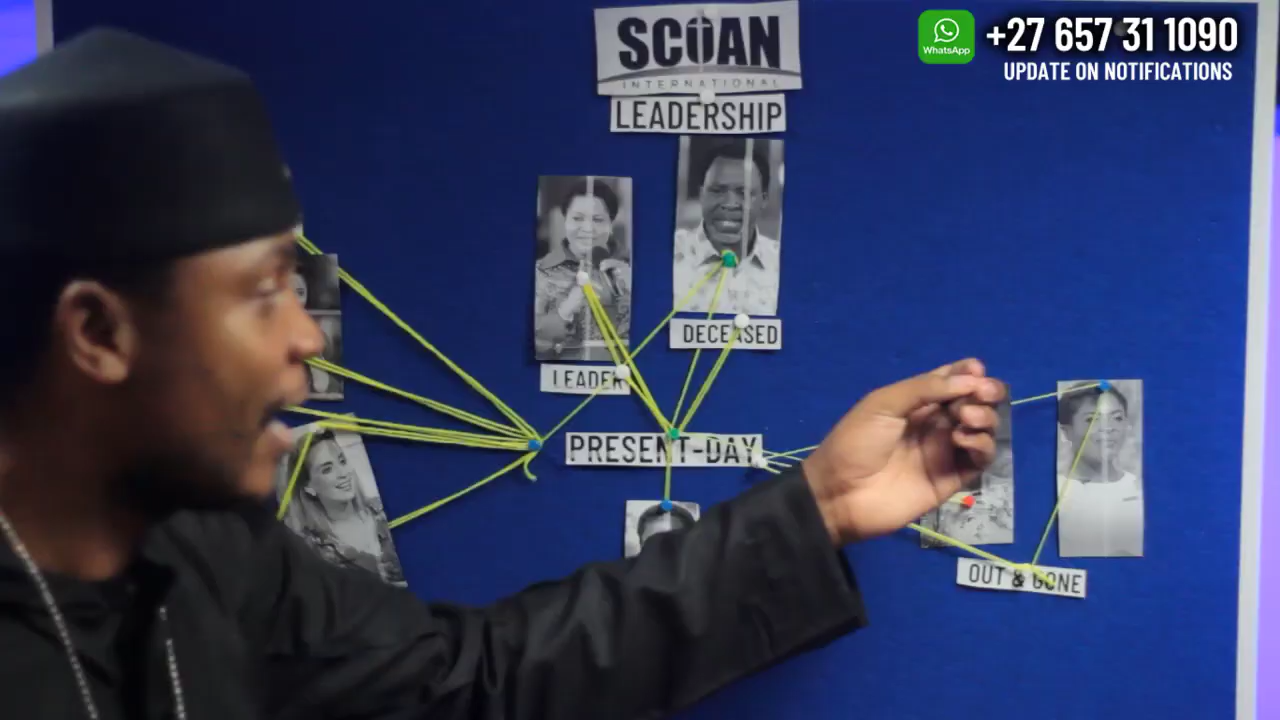 SCOAN
INTERNATIONAL
LEADERSHIP
WhatsApp
+27 657 31 1090
UPDATE ON NOTIFICATIONS
DECEASED
LEADER
PRESENT-DAY
OUT & GONE